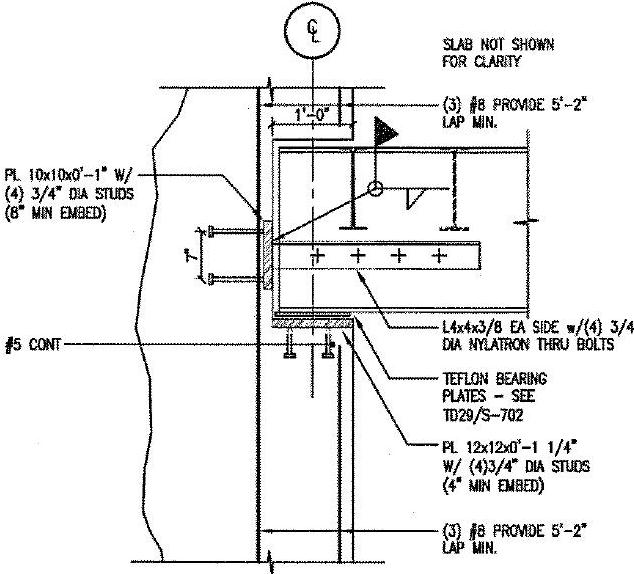 ℄
SLAB NOT SHOWN
FOR CLARITY
1'-0"
(3) #8 PROVIDE 5'-2"
LAP MIN.
PL 10x10x0'-1" W/
(4) 3/4" DIA STUDS
(8" MIN EMBED)
7"
L4x4x3/8 EA SIDE w/(4) 3/4
DIA NYLATRON THRU BOLTS
#5 CONT
TEFLON BEARING
PLATES - SEE
TD29/S-702
PL 12x12x0'-1 1/4"
W/ (4)3/4" DIA STUDS
(4" MIN EMBED)
(3) #8 PROVIDE 5'-2"
LAP MIN.